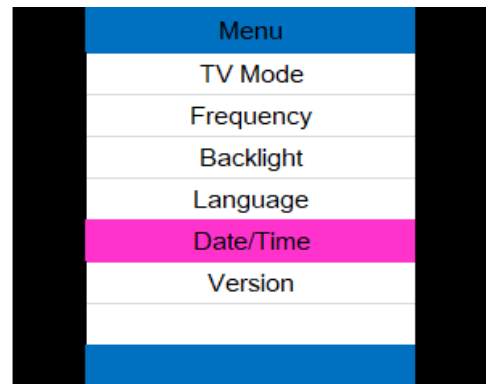 Menu
TV Mode
Frequency
Backlight
Language
Date/Time
Version